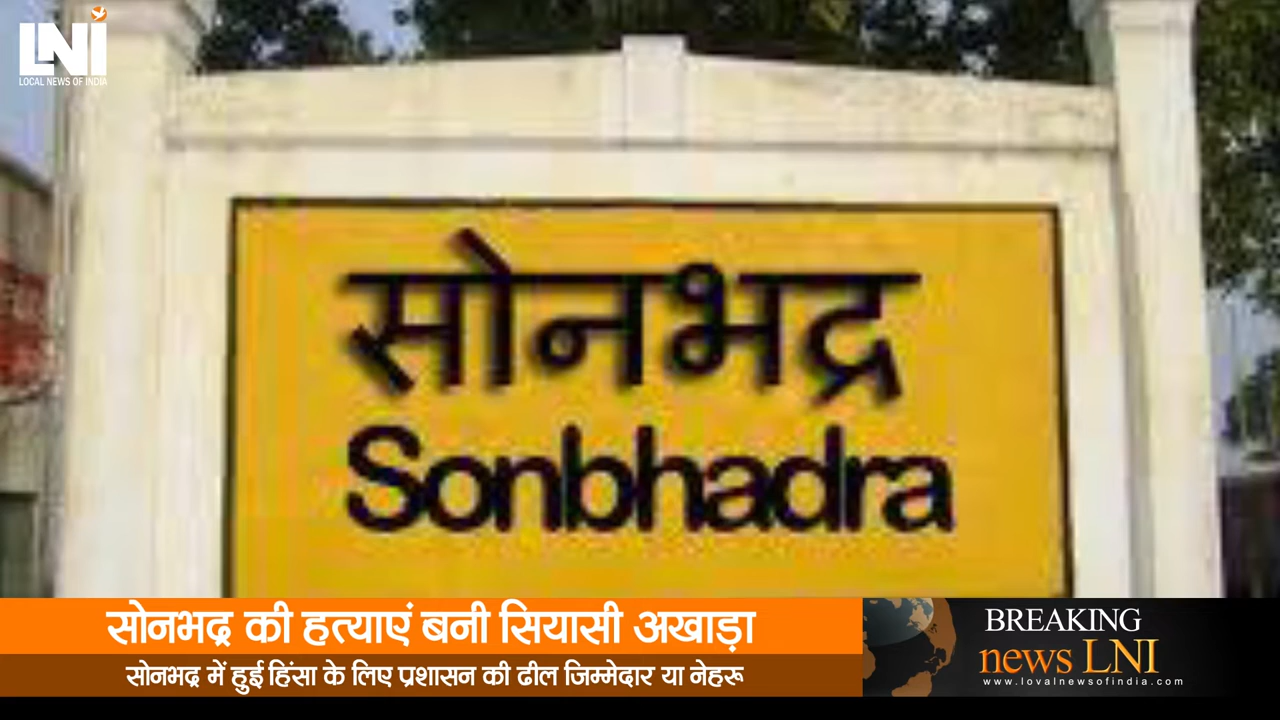 LNI
LOCAL NEWS OF INDIA
सोनभद्र
Sonbhadra
सोनभद्र की हत्याएं बनी सियासी अखाड़ा
सोनभद्र में हुई हिंसा के लिए प्रशासन की ढील जिम्मेदार या नेहरू
BREAKING
news LNI
www.lovalnewsofindia.com